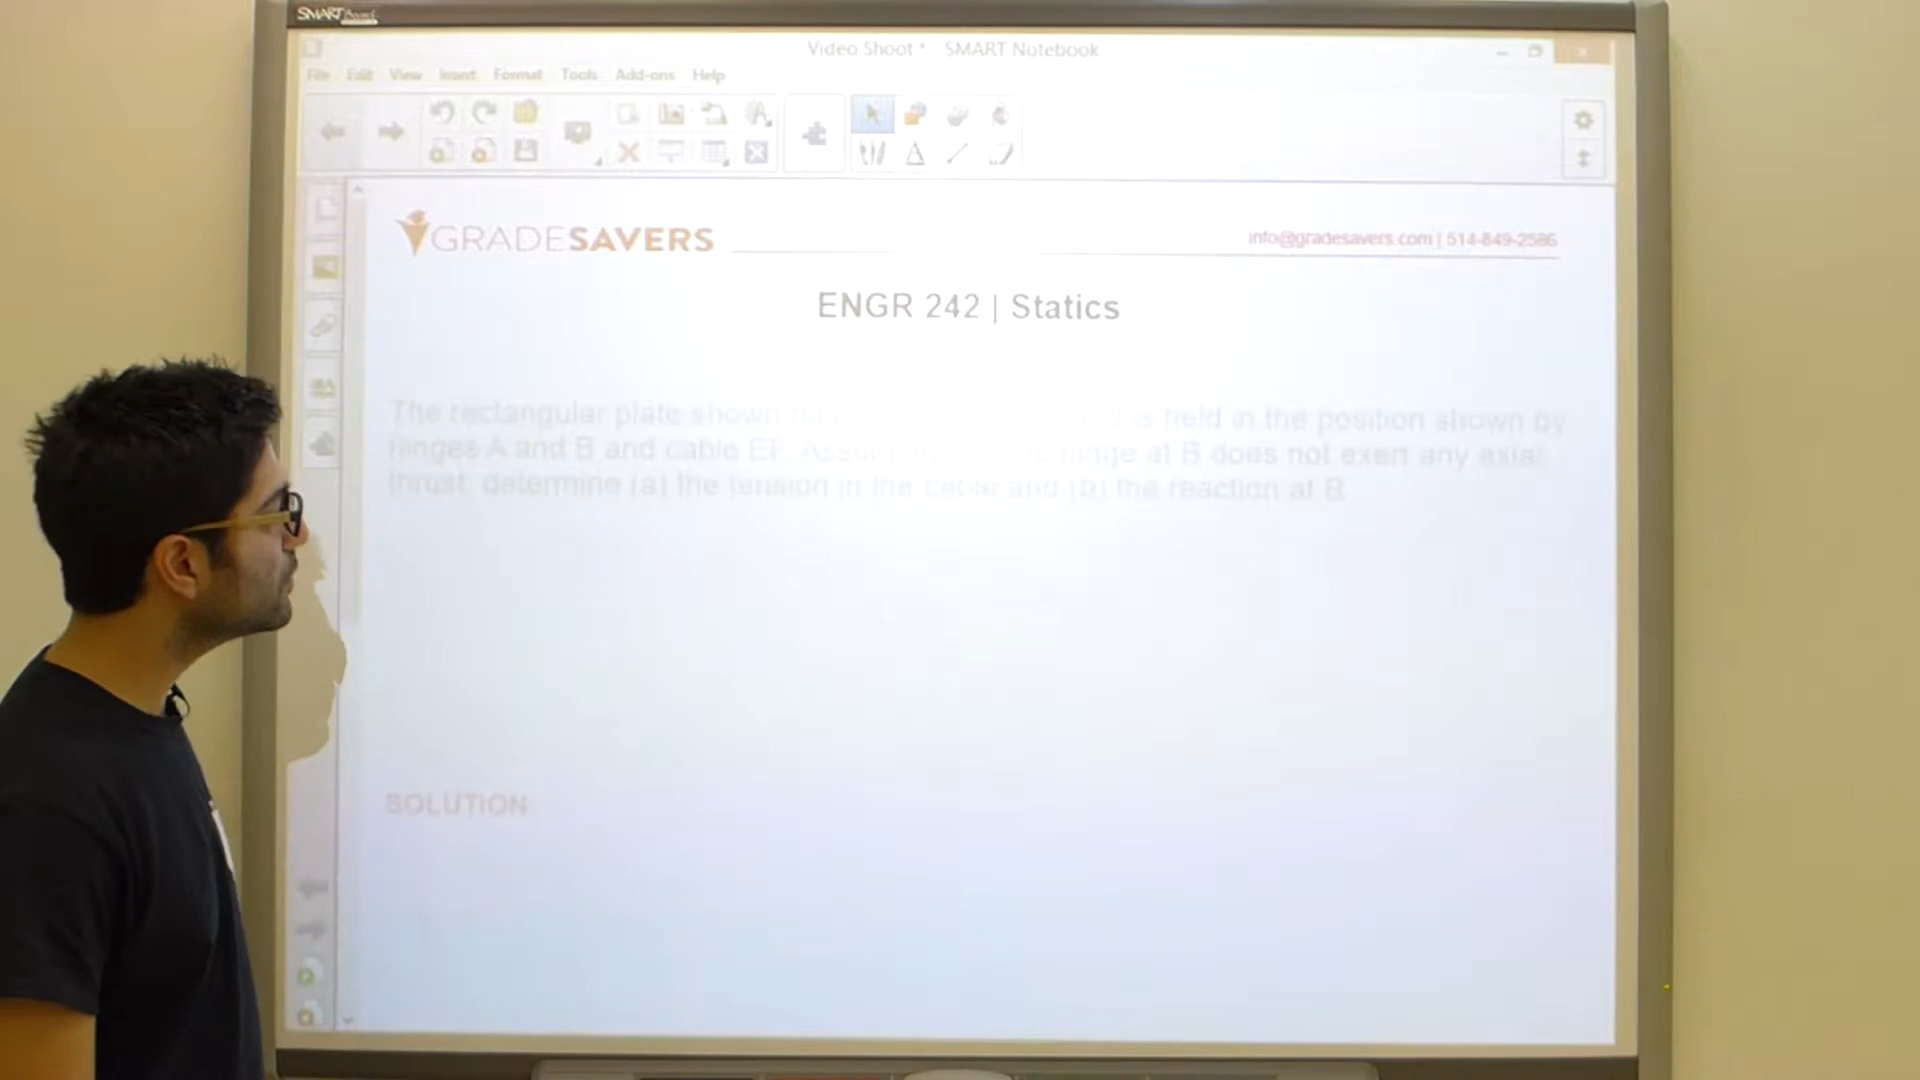 SMART Board
Video Shoot * - SMART Notebook
File Edit View Insert Format Tools Add-ons Help
GRADESAVERS
info@gradesavers.com | 514-849-2586
ENGR 242 | Statics
The rectangular plate shown held in the position shown by
hinges A and B and cable EF. hinge at B does not exert any axial
thrust, determine (a) the tension in the cable and (b) the reaction at B
SOLUTION